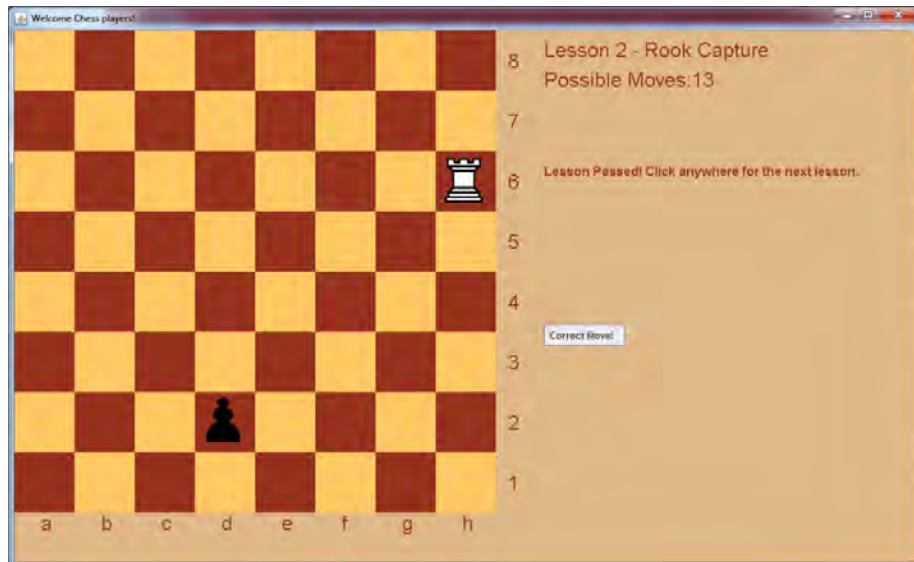 Welcome Chess players!
8
Lesson 2 - Rook Capture
Possible Moves:13
7
6
Lesson Passed! Click anywhere for the next lesson.
5
4
3
Correct Move!
2
1
a b c d e f g h